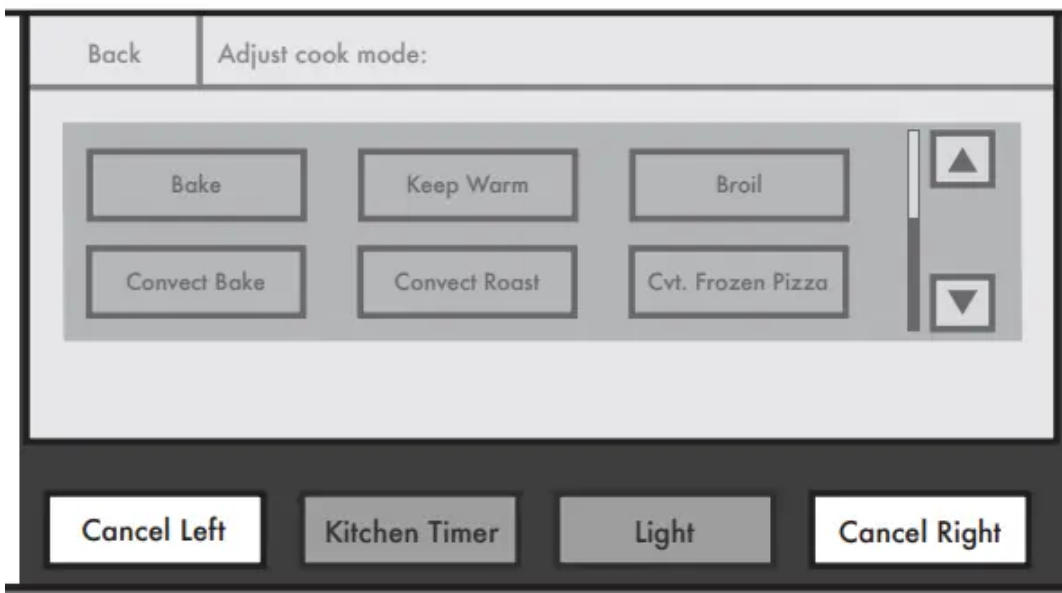 Back
Adjust cook mode:
Bake
Keep Warm
Broil
Convect Bake
Convect Roast
Cvt. Frozen Pizza
Cancel Left
Kitchen Timer
Light
Cancel Right